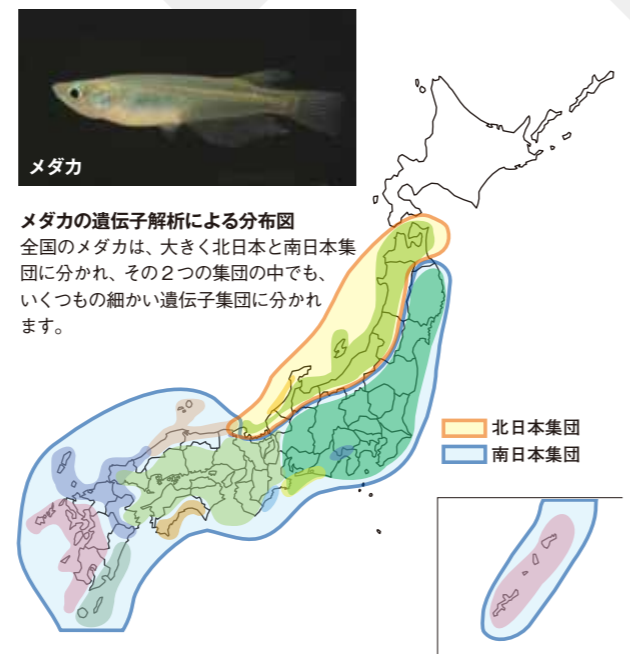 メダカ
メダカの遺伝子解析による分布図
全国のメダカは、大きく北日本と南日本集
団に分かれ、その２つの集団の中でも、
いくつもの細かい遺伝子集団に分かれ
ます。
北日本集団
南日本集団